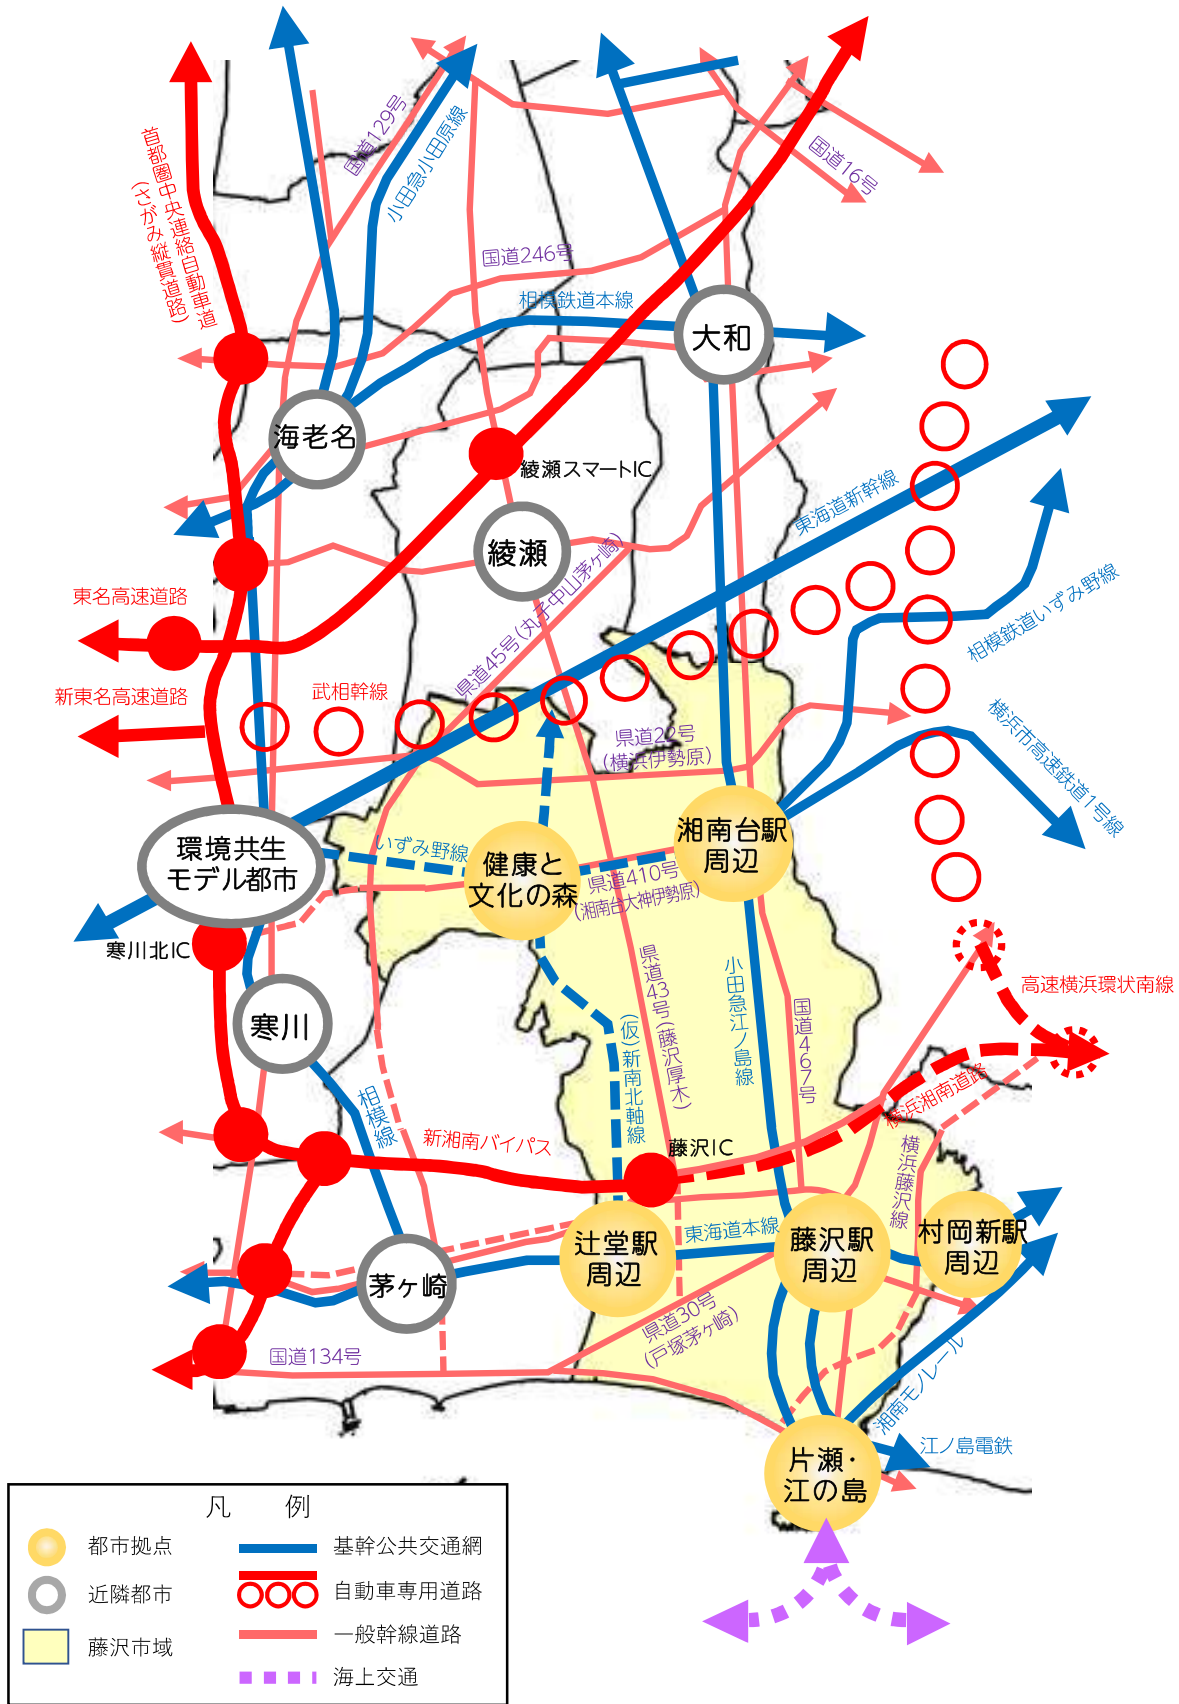 首都圏中央連絡自動車道
(さがみ縦貫道路)
国道129号
小田急小田原線
国道16号
国道246号
相模鉄道本線
大和
海老名
綾瀬スマートIC
綾瀬
東海道新幹線
県道45号(丸子中山茅ヶ崎)
東名高速道路
相模鉄道いずみ野線
新東名高速道路
武相幹線
県道22号
(横浜伊勢原)
横浜市高速鉄道1号線
環境共生
モデル都市
いずみ野線
健康と
文化の森
湘南台駅
周辺
県道410号
(湘南台大神伊勢原)
寒川北IC
県道43号(藤沢厚木)
小田急江ノ島線
高速横浜環状南線
国道467号
寒川
(仮)新南北軸線
相模線
横浜湘南道路
新湘南バイパス
藤沢IC
横浜藤沢線
辻堂駅
周辺
東海道本線
藤沢駅
周辺
村岡新駅
周辺
茅ヶ崎
県道30号
(戸塚茅ケ崎)
国道134号
湘南モノレール
江ノ島電鉄
片瀬・
江の島
凡　例
都市拠点
近隣都市
藤沢市域
基幹公共交通網
自動車専用道路
一般幹線道路
海上交通